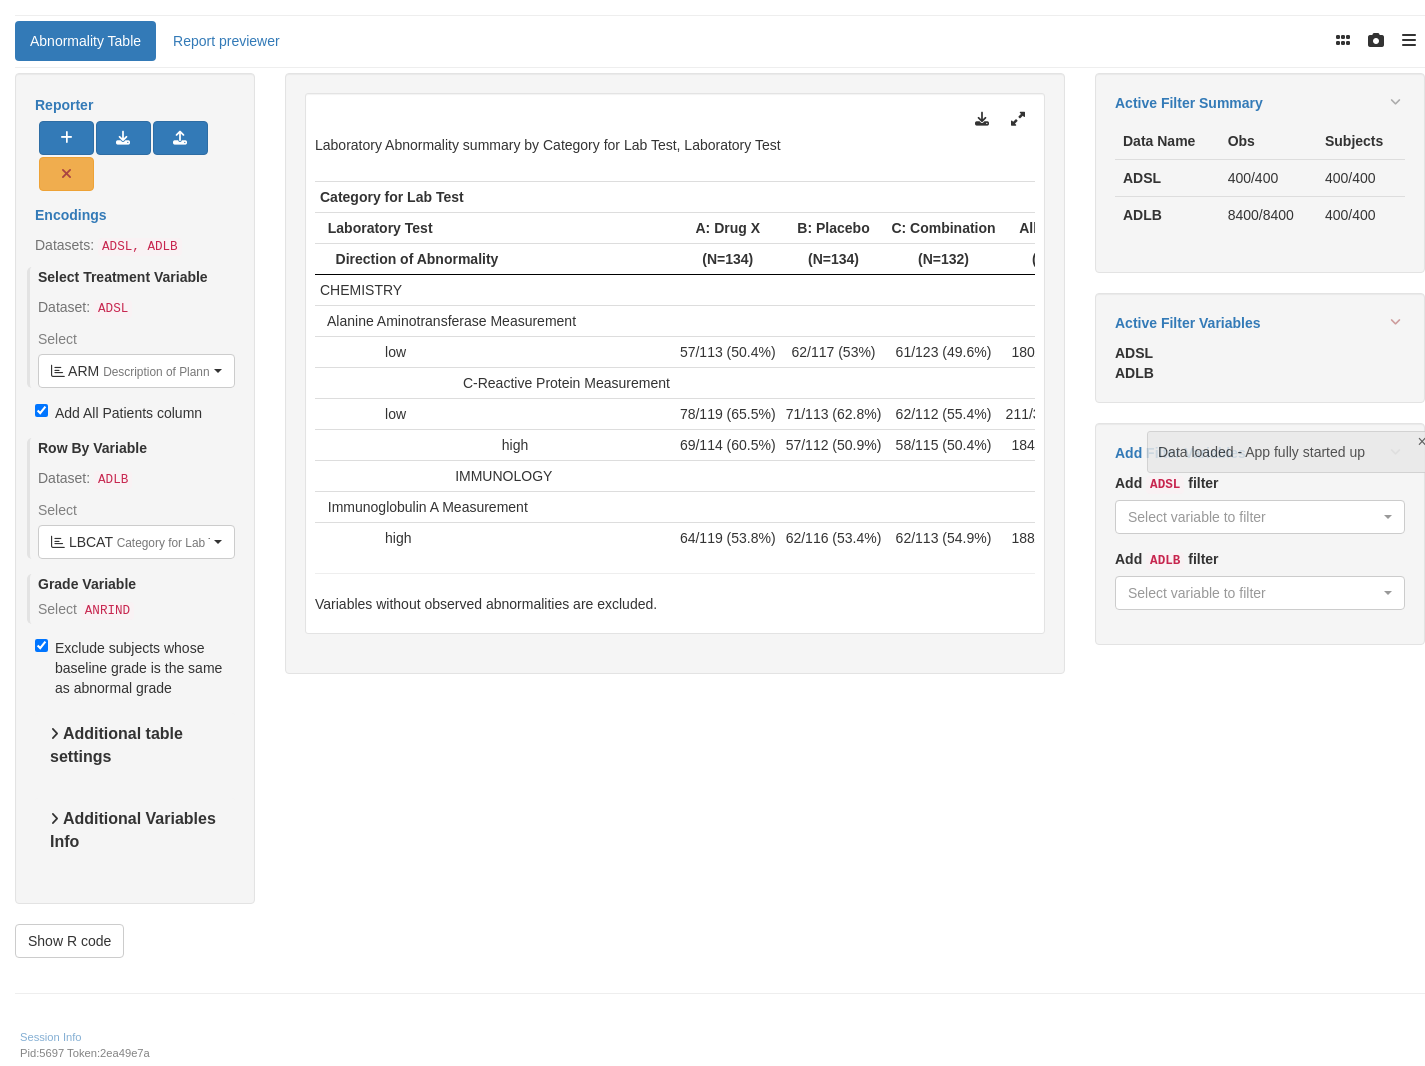 Abnormality Table
Report previewer
Reporter
Encodings
Datasets: ADSL, ADLB
Select Treatment Variable
Dataset: ADSL
Select
ARM Description of Plann
Add All Patients column
Row By Variable
Dataset: ADLB
Select
LBCAT Category for Lab
Grade Variable
Select ANRIND
Exclude subjects whose
baseline grade is the same
as abnormal grade
Additional table
settings
Additional Variables
Info
Show R code
Laboratory Abnormality summary by Category for Lab Test, Laboratory Test
Category for Lab Test
Laboratory Test A: Drug X B: Placebo C: Combination All
Direction of Abnormality (N=134) (N=134) (N=132) (
CHEMISTRY
Alanine Aminotransferase Measurement
low 57/113 (50.4%) 62/117 (53%) 61/123 (49.6%) 180
C-Reactive Protein Measurement
low 78/119 (65.5%) 71/113 (62.8%) 62/112 (55.4%) 211/3
high 69/114 (60.5%) 57/112 (50.9%) 58/115 (50.4%) 184
IMMUNOLOGY
Immunoglobulin A Measurement
high 64/119 (53.8%) 62/116 (53.4%) 62/113 (54.9%) 188
Variables without observed abnormalities are excluded.
Active Filter Summary
Data Name Obs Subjects
ADSL 400/400 400/400
ADLB 8400/8400 400/400
Active Filter Variables
ADSL
ADLB
Add
Data loaded - App fully started up
×
Add ADSL filter
Select variable to filter
Add ADLB filter
Select variable to filter
Session Info
Pid:5697 Token:2ea49e7a